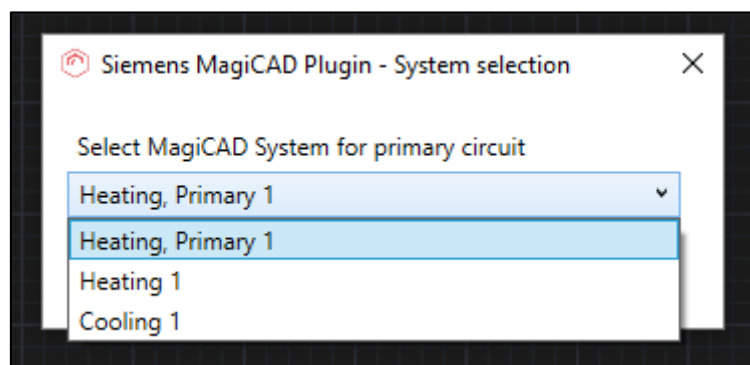 Siemens MagiCAD Plugin - System selection
Select MagiCAD System for primary circuit
Heating, Primary 1
Heating, Primary 1
Heating 1
Cooling 1